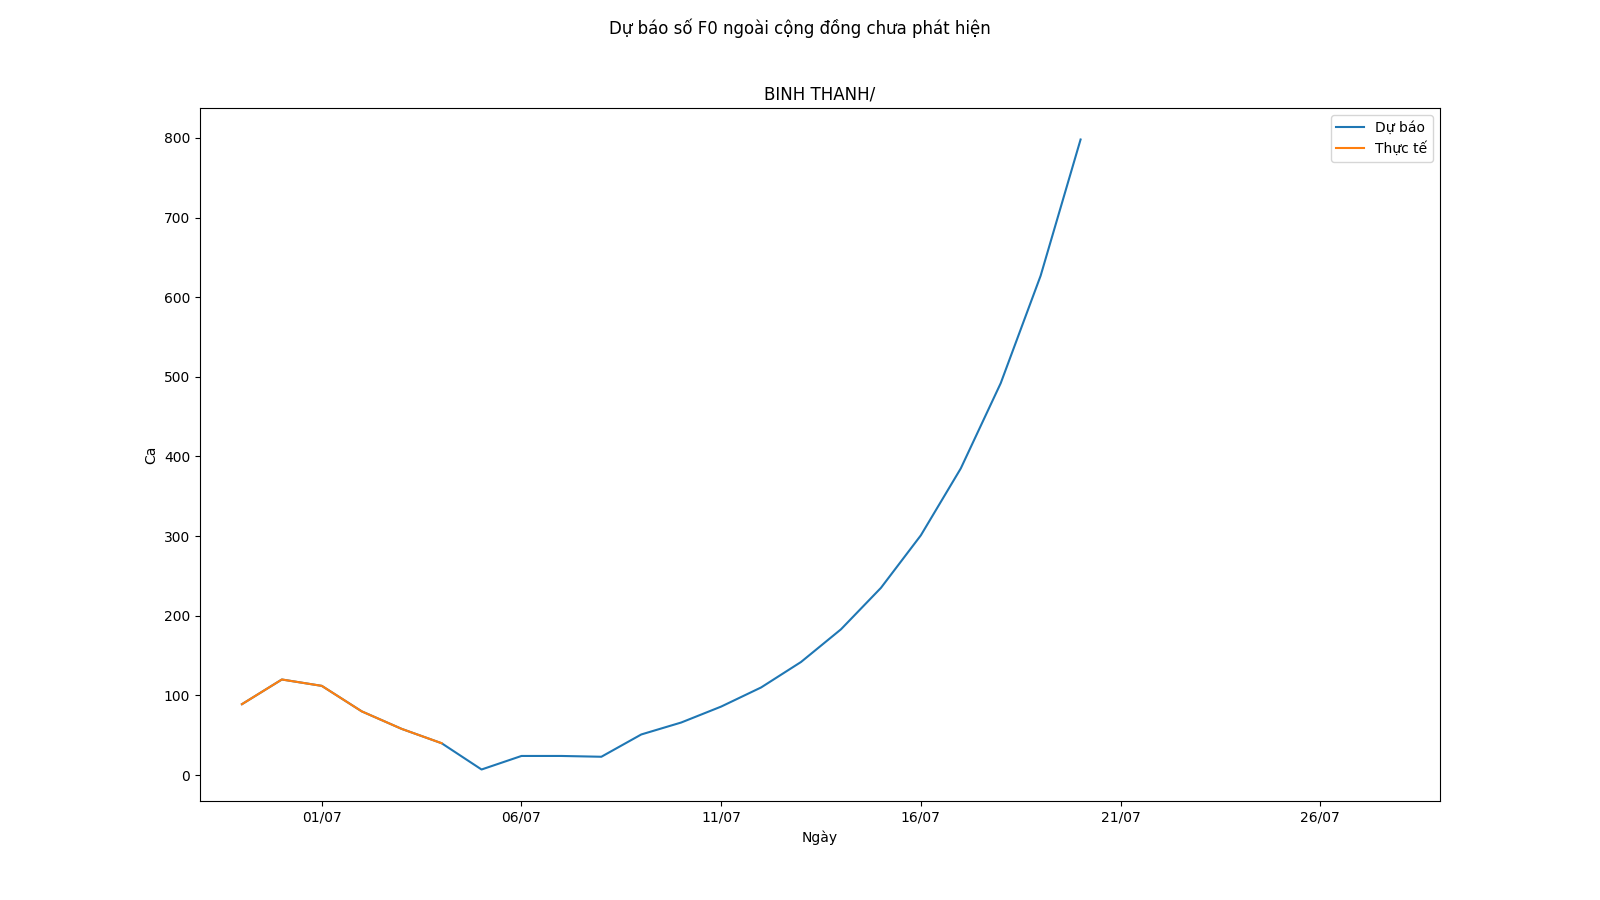 Dự báo số F0 ngoài cộng đồng chưa phát hiện
BINH THANH/
Dự báo
Thực tế
800
700
600
500
400
300
200
100
0
Ca
01/07
06/07
11/07
16/07
21/07
26/07
Ngày